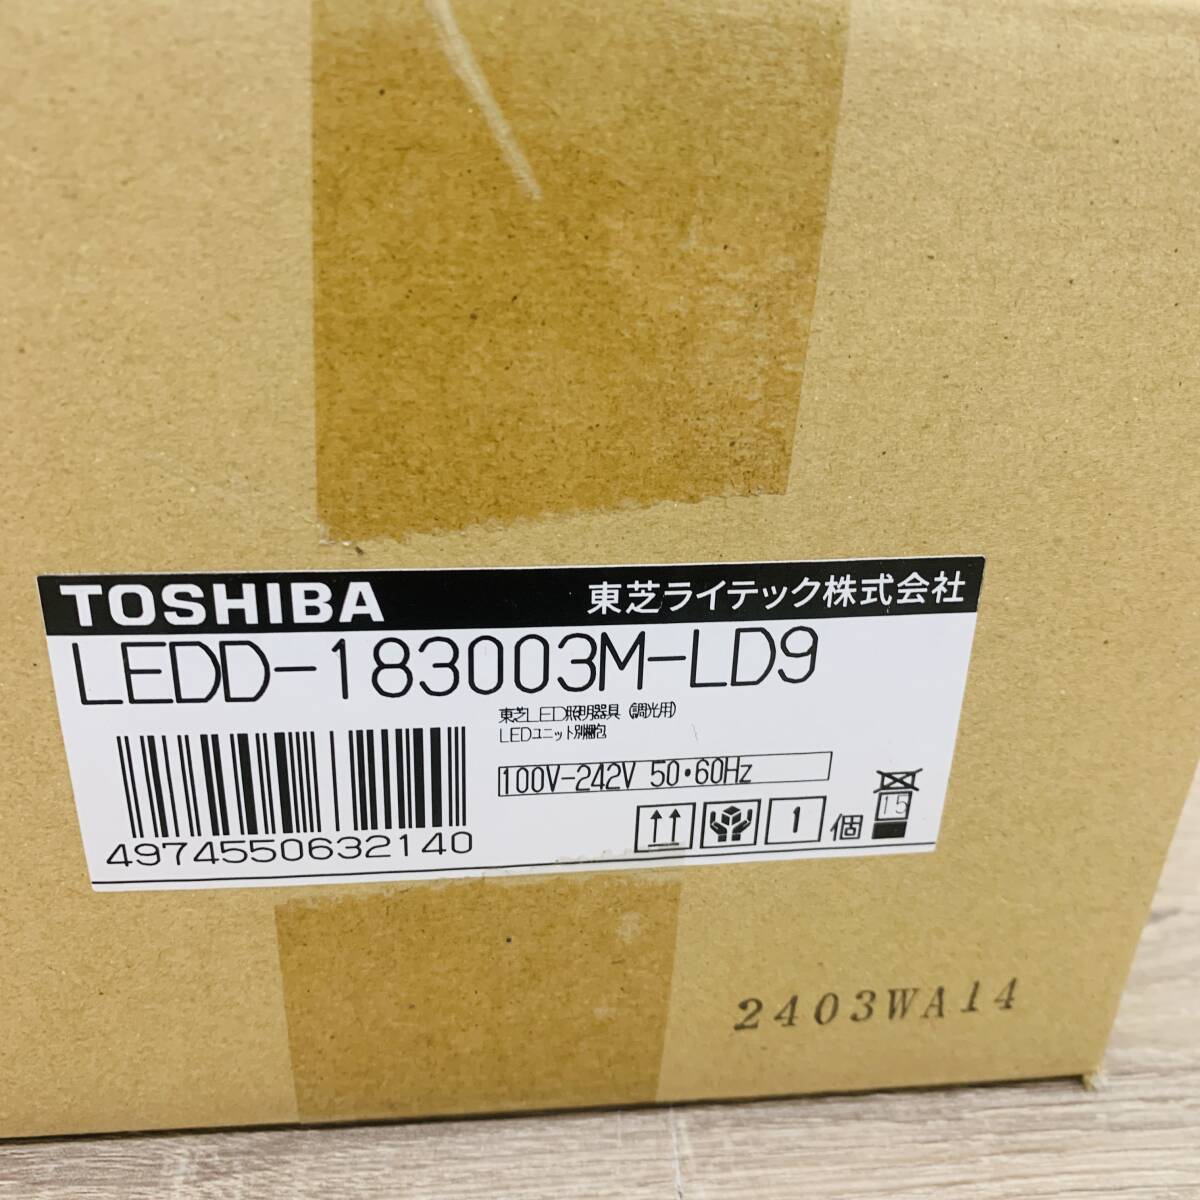 TOSHIBA 東芝ライテック株式会社
LEDD-183003M-LD9
東芝LED照明器具(調光用)
LEDユニット別梱包
100V-242V 50・60Hz
4974550632140
1 個 15
2403WA14